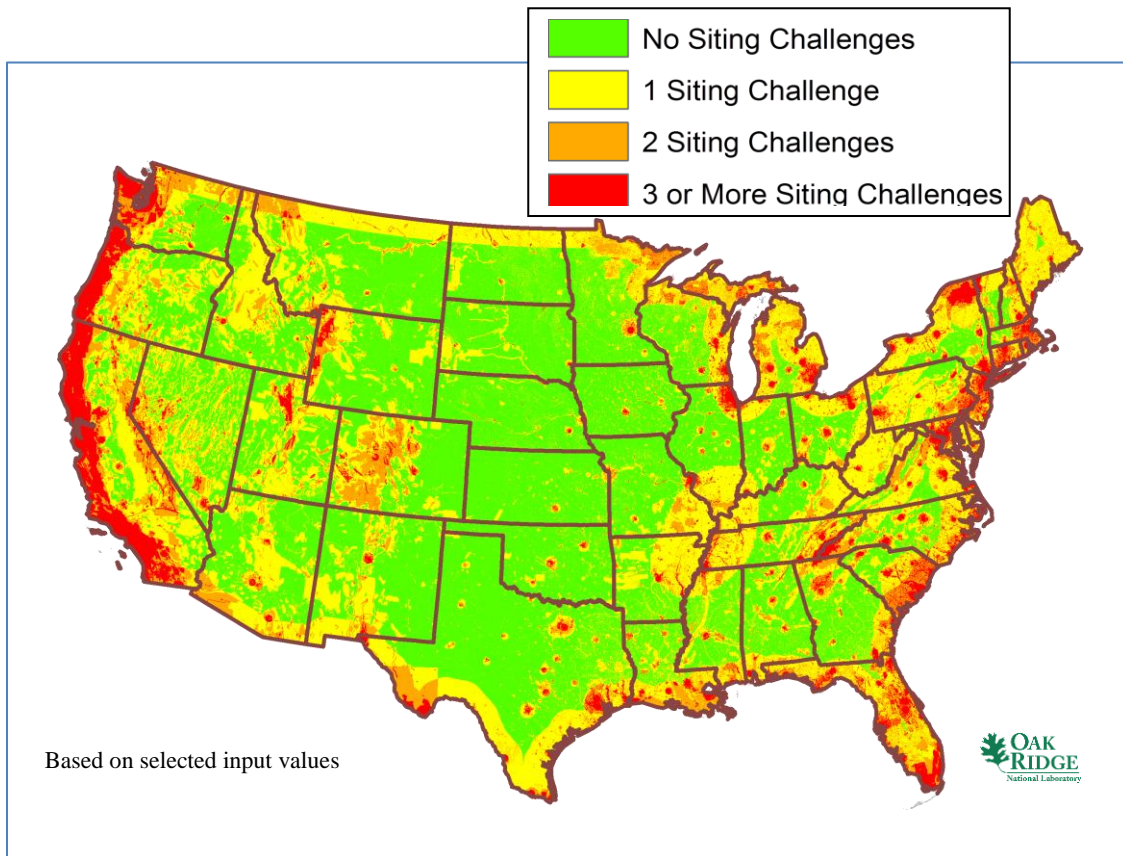 No Siting Challenges
1 Siting Challenge
2 Siting Challenges
3 or More Siting Challenges
Based on selected input values
OAK
RIDGE
National Laboratory